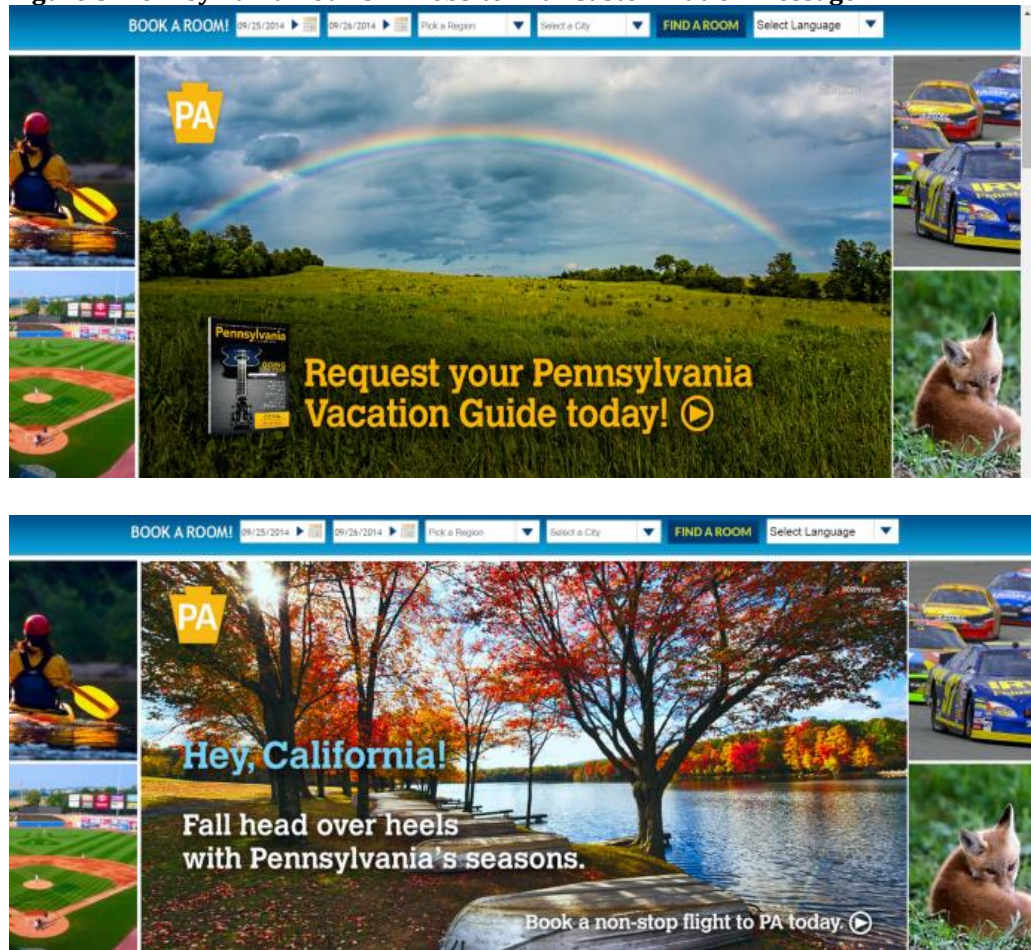 BOOK A ROOM! 09/25/2014 09/26/2014 Pick a Region Select a City FIND A ROOM Select Language
PA
Pennsylvania
Request your Pennsylvania
Vacation Guide today!
BOOK A ROOM! 09/25/2014 09/26/2014 Pick a Region Select a City FIND A ROOM Select Language
PA
Hey, California!
Fall head over heels
with Pennsylvania's seasons.
Book a non-stop flight to PA today.